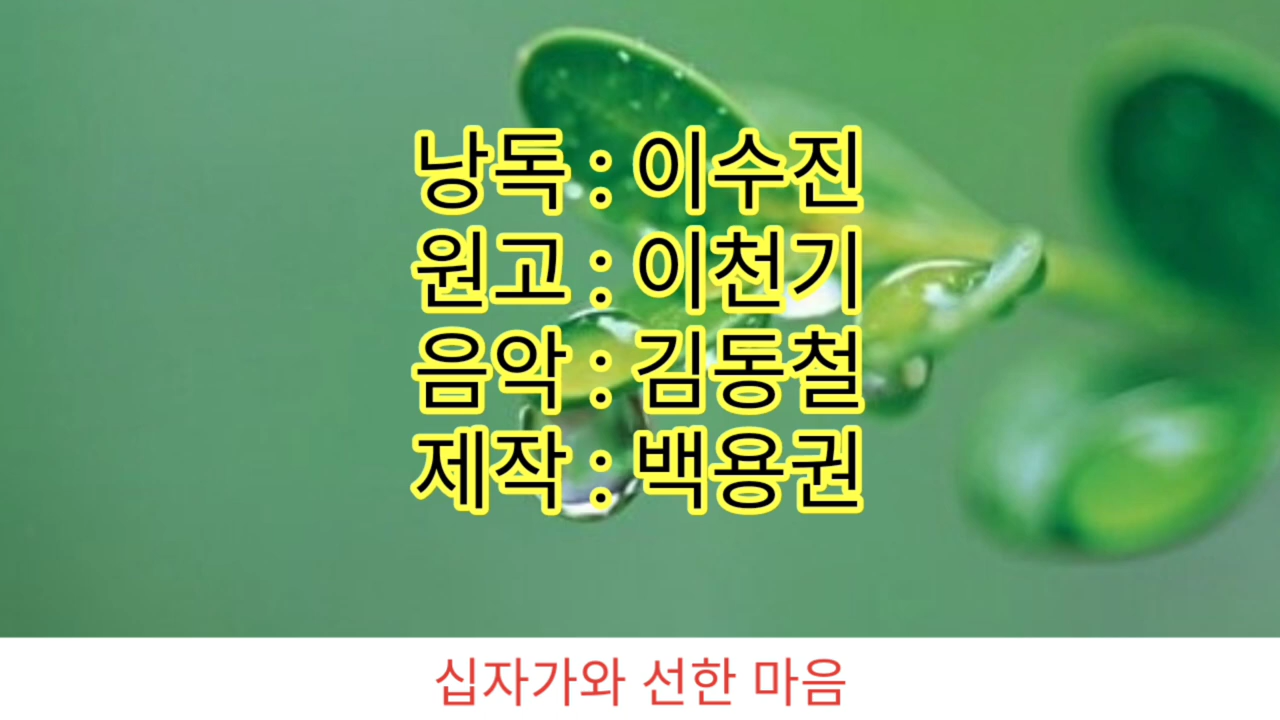 낭독 : 이수진
원고 : 이천기
음악 : 김동철
제작 : 백용권
십자가와 선한 마음